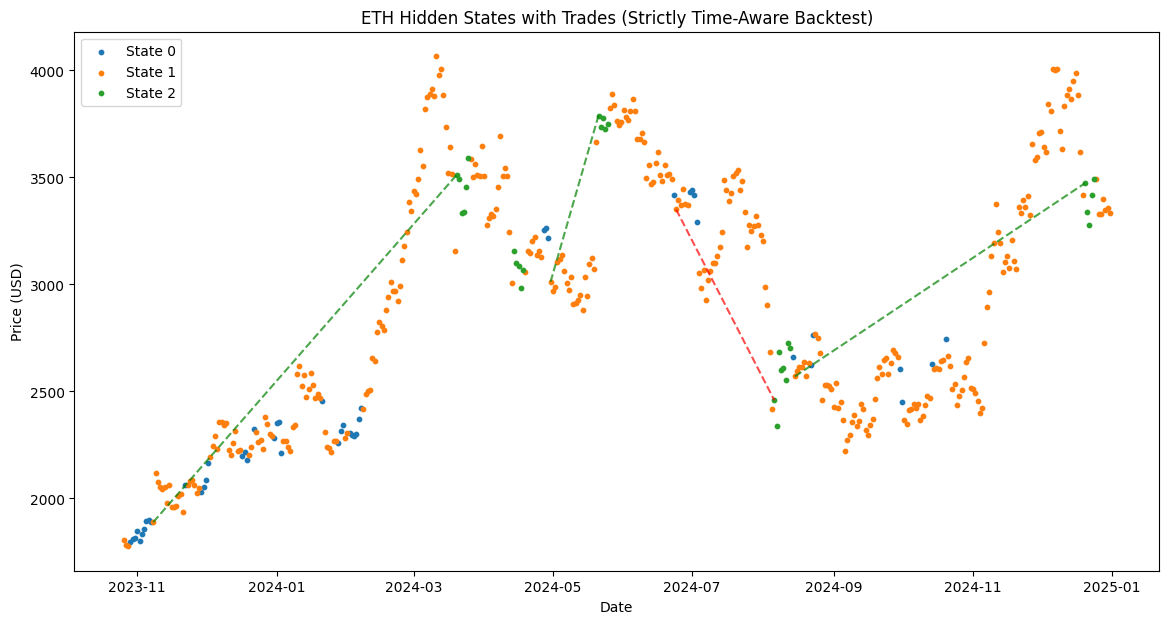 ETH Hidden States with Trades (Strictly Time-Aware Backtest)
State 0
State 1
State 2
Price (USD)
4000
3500
3000
2500
2000
2023-11
2024-01
2024-03
2024-05
2024-07
2024-09
2024-11
2025-01
Date